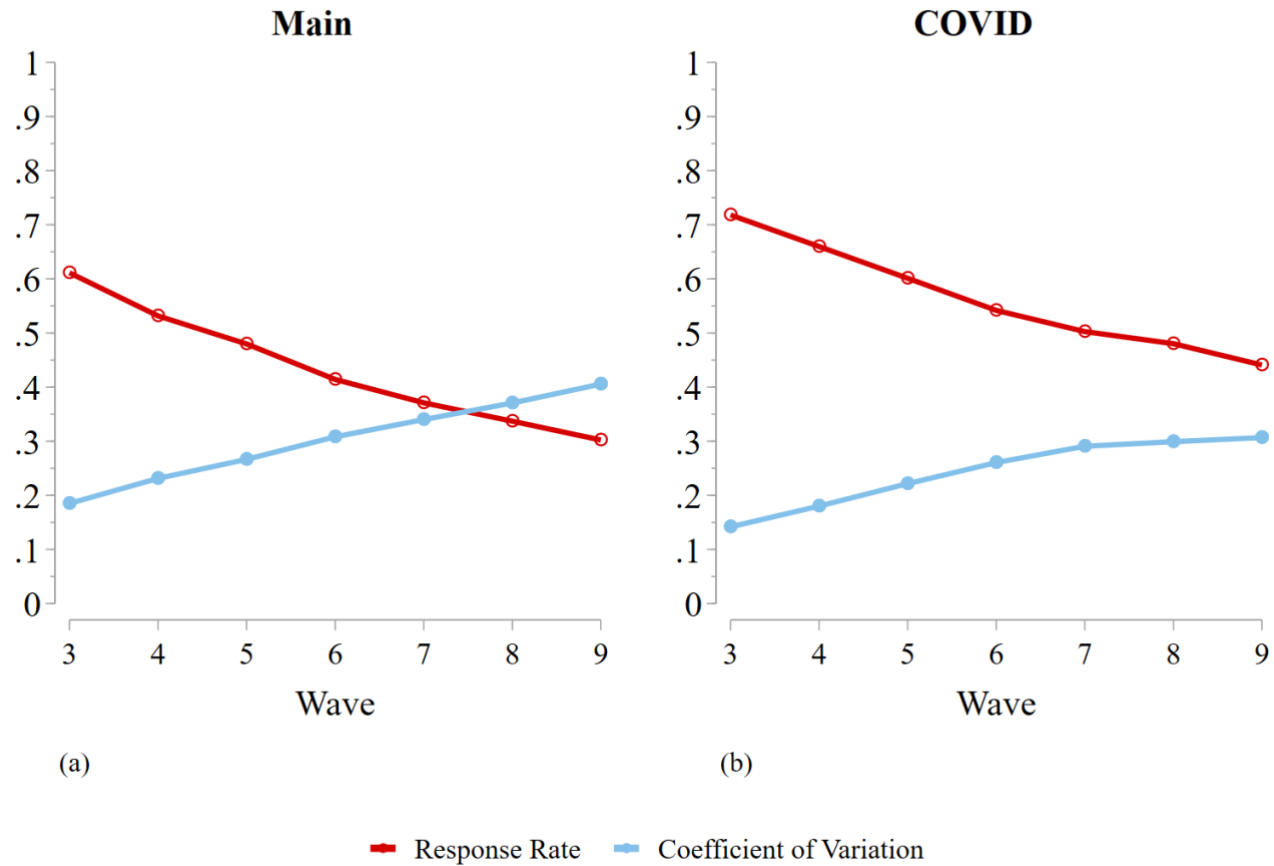 Main
1
.9
.8
.7
.6
.5
.4
.3
.2
.1
0
3 4 5 6 7 8 9
Wave
(a)
COVID
1
.9
.8
.7
.6
.5
.4
.3
.2
.1
0
3 4 5 6 7 8 9
Wave
(b)
Response Rate Coefficient of Variation